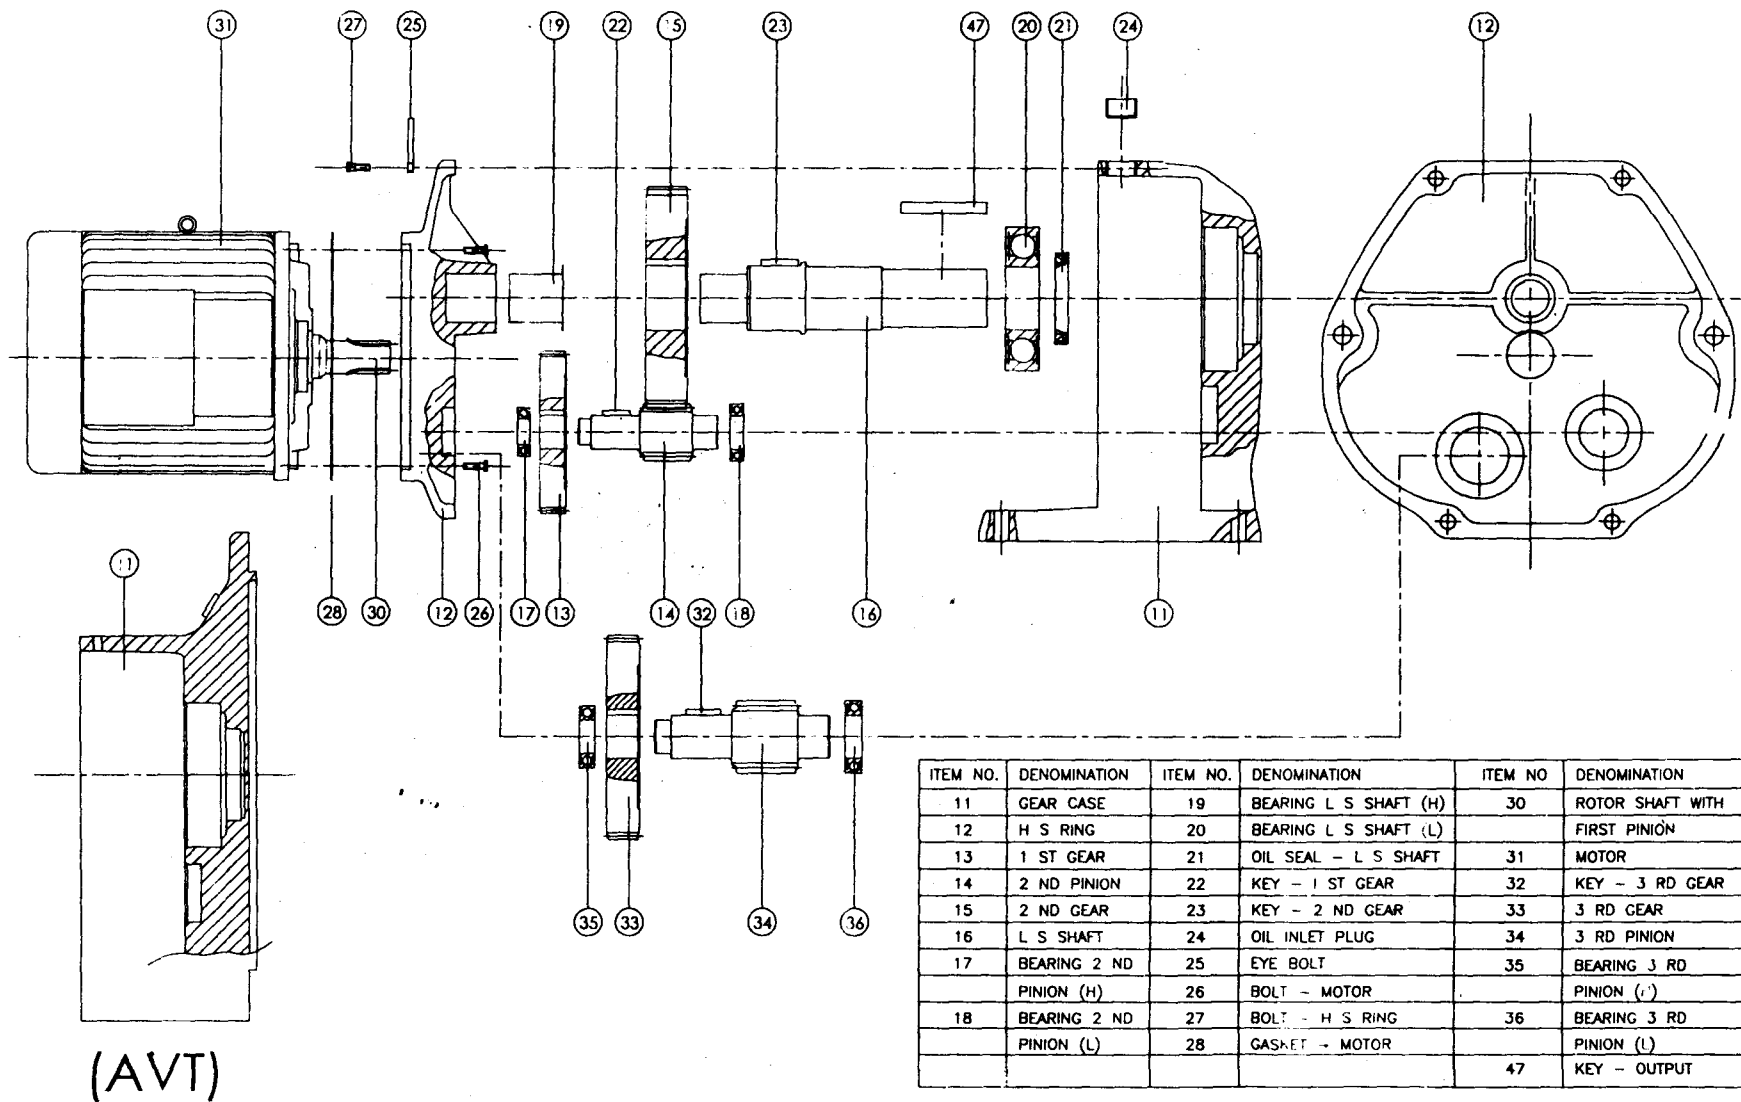 31 27 25 19 22 15 23 47 20 21 24 12
11 28 30 12 26 17 13 14 32 18 16 11
35 33 34 36
(AVT)
ITEM NO. DENOMINATION ITEM NO. DENOMINATION ITEM NO DENOMINATION
11 GEAR CASE 19 BEARING L S SHAFT (H) 30 ROTOR SHAFT WITH
12 H S RING 20 BEARING L S SHAFT (L) FIRST PINION
13 1 ST GEAR 21 OIL SEAL – L S SHAFT 31 MOTOR
14 2 ND PINION 22 KEY – 1 ST GEAR 32 KEY – 3 RD GEAR
15 2 ND GEAR 23 KEY – 2 ND GEAR 33 3 RD GEAR
16 L S SHAFT 24 OIL INLET PLUG 34 3 RD PINION
17 BEARING 2 ND 25 EYE BOLT 35 BEARING 3 RD
PINION (H) 26 BOLT – MOTOR PINION
18 BEARING 2 ND 27 BOLT – H S RING 36 BEARING 3 RD
PINION (L) 28 GASKET – MOTOR PINION (L)
47 KEY – OUTPUT